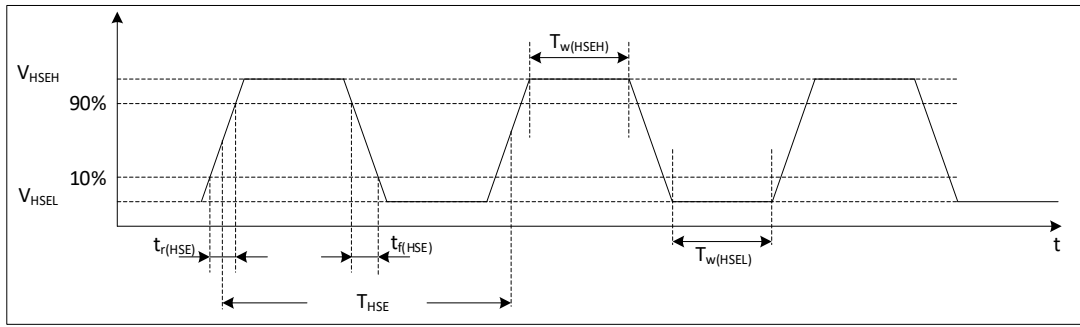 T_w(HSEH)
V_HSEH
90%
10%
V_HSEL
t_r(HSE)
t_f(HSE)
T_w(HSEL)
t
T_HSE